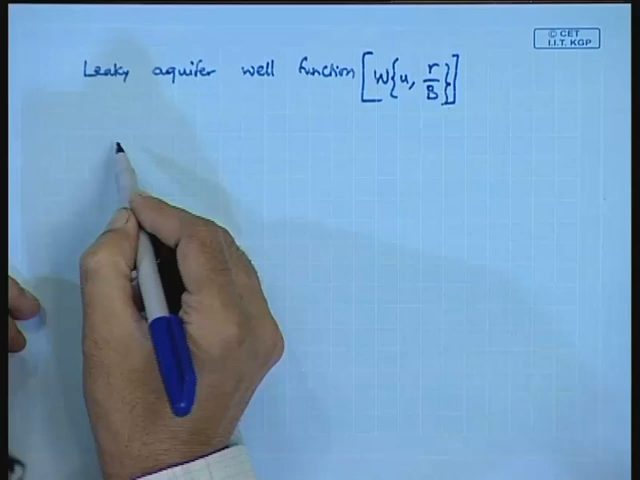 © CET
I.I.T. KGP
Leaky aquifer well function [W{u, r/B}]